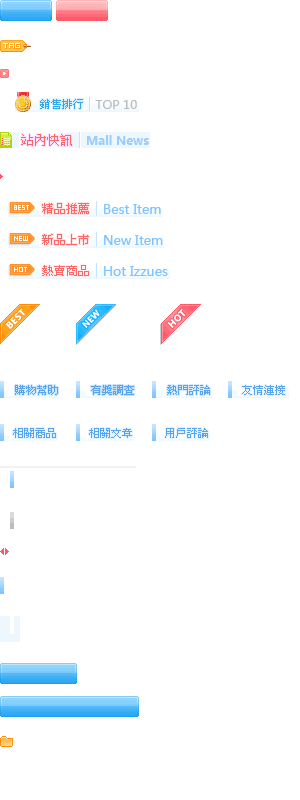 TAG
銷售排行 TOP 10
站內快訊 Mall News
BEST 精品推薦 Best Item
NEW 新品上市 New Item
HOT 熱賣商品 Hot Izzues
BEST NEW HOT
購物幫助 有獎調查 熱門評論 友情連接
相關商品 相關文章 用戶評論